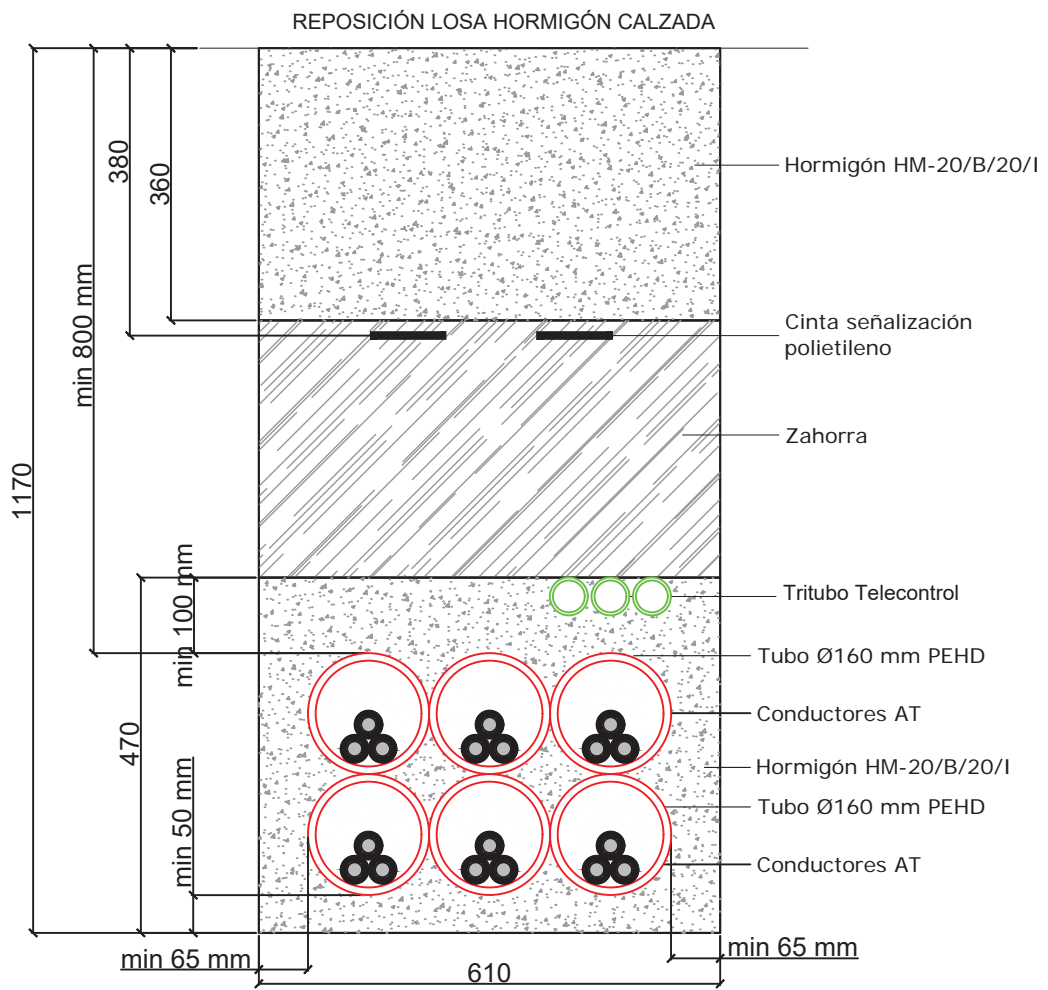 REPOSICIÓN LOSA HORMIGÓN CALZADA
380
360
Hormigón HM-20/B/20/I
min 800 mm
Cinta señalización
polietileno
Zahorra
1170
min 100 mm
Tritubo Telecontrol
Tubo Ø160 mm PEHD
470
Conductores AT
Hormigón HM-20/B/20/I
min 50 mm
Tubo Ø160 mm PEHD
Conductores AT
min 65 mm
610
min 65 mm